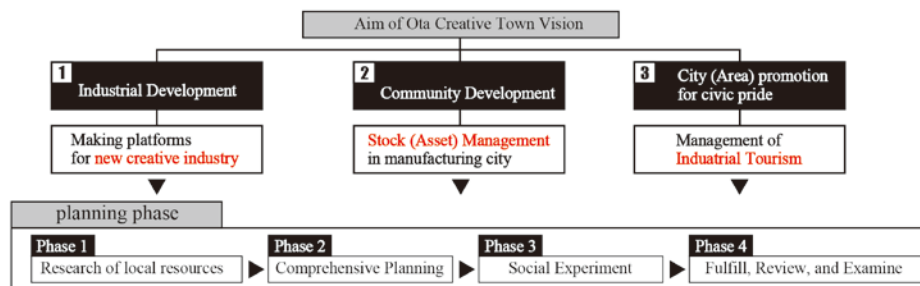 Aim of Ota Creative Town Vision
1
Industrial Development
2
Community Development
3
City (Area) promotion
for civic pride
Making platforms
for new creative industry
Stock (Asset) Management
in manufacturing city
Management of
Induatrial Tourism
planning phase
Phase 1
Research of local resources
Phase 2
Comprehensive Planning
Phase 3
Social Experiment
Phase 4
Fulfill, Review, and Examine